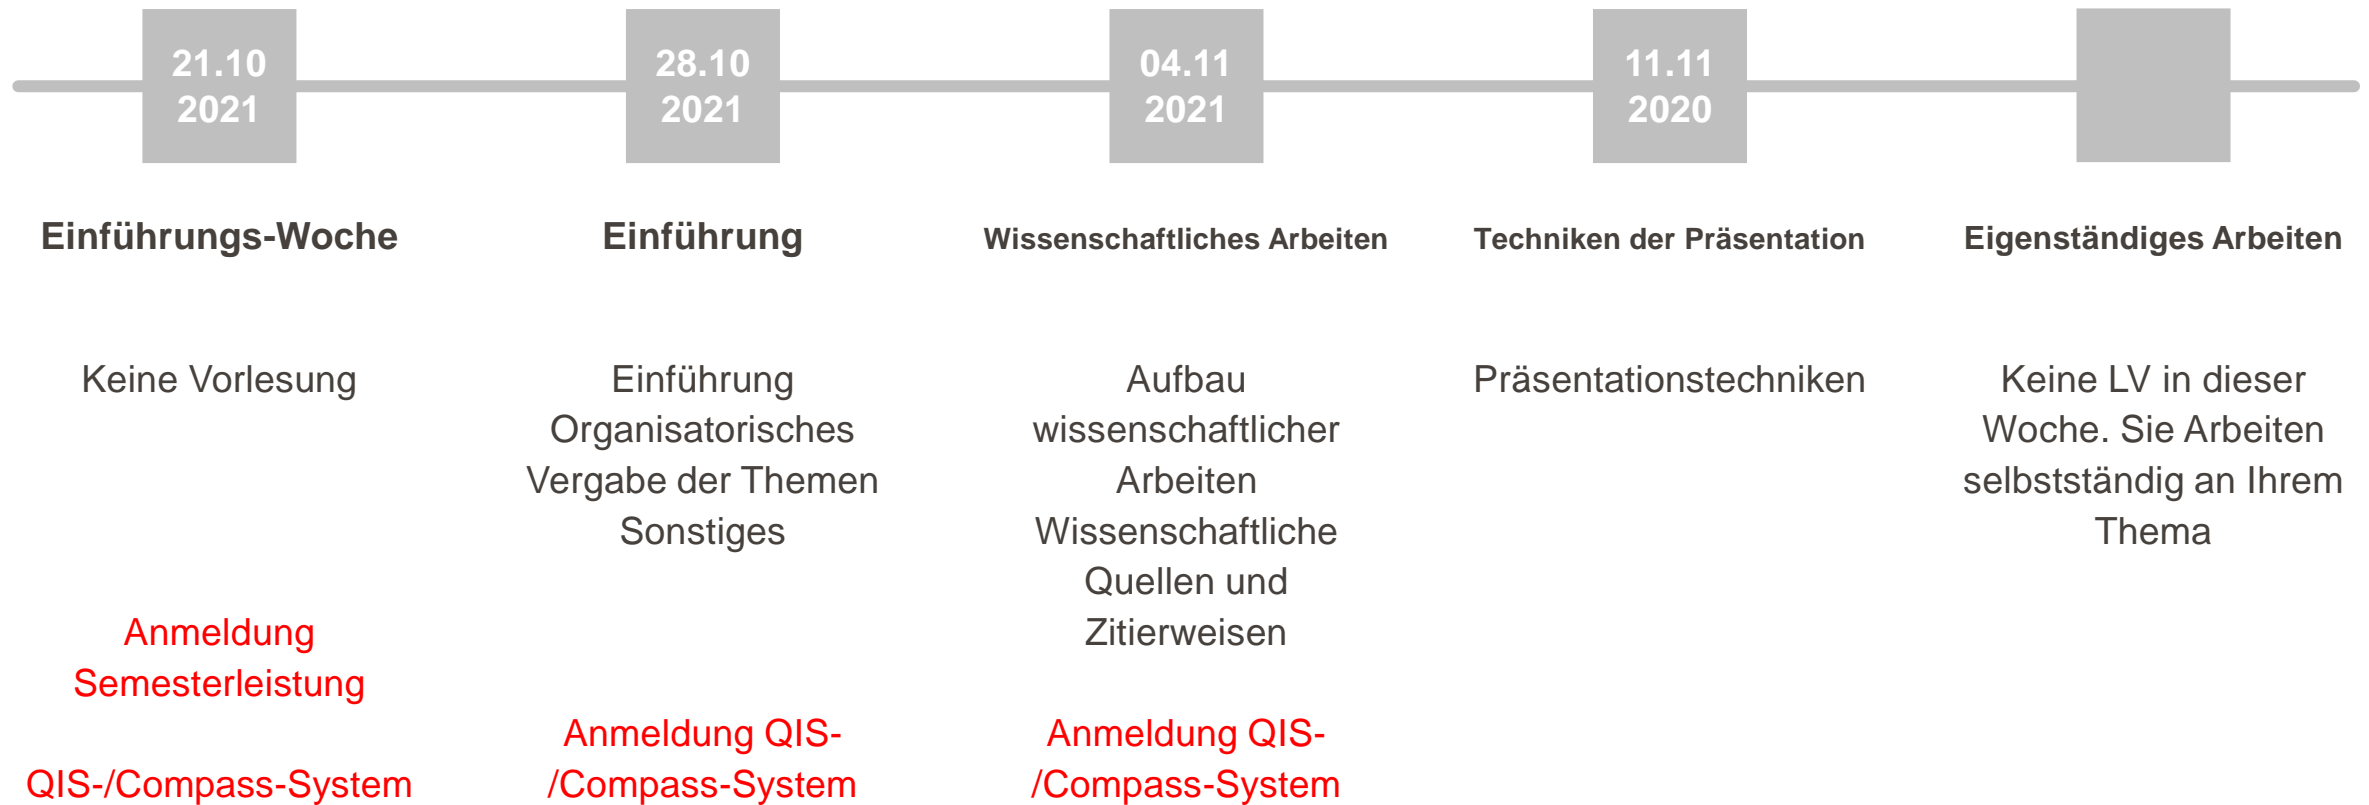 21.10
2021
28.10
2021
04.11
2021
11.11
2020
Einführungs-Woche
Keine Vorlesung
Anmeldung
Semesterleistung
QIS-/Compass-System
Einführung
Einführung
Organisatorisches
Vergabe der Themen
Sonstiges
Anmeldung QIS-
/Compass-System
Wissenschaftliches Arbeiten
Aufbau
wissenschaftlicher
Arbeiten
Wissenschaftliche
Quellen und
Zitierweisen
Anmeldung QIS-
/Compass-System
Techniken der Präsentation
Präsentationstechniken
Eigenständiges Arbeiten
Keine LV in dieser
Woche. Sie Arbeiten
selbstständig an Ihrem
Thema